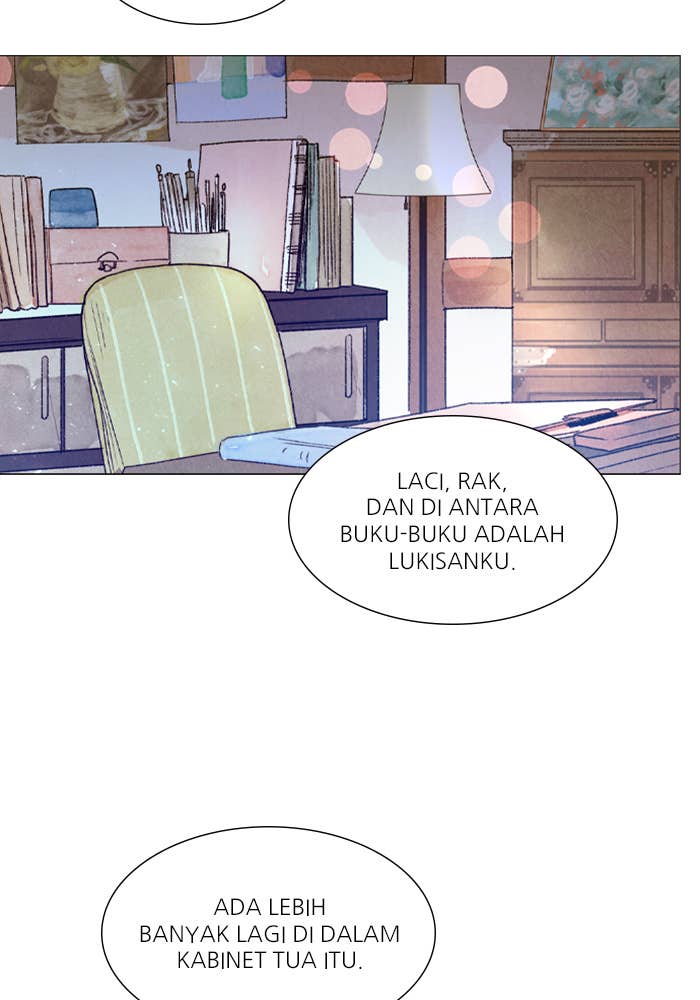 LACI, RAK,
DAN DI ANTARA
BUKU-BUKU ADALAH
LUKISANKU.
ADA LEBIH
BANYAK LAGI DI DALAM
KABINET TUA ITU.